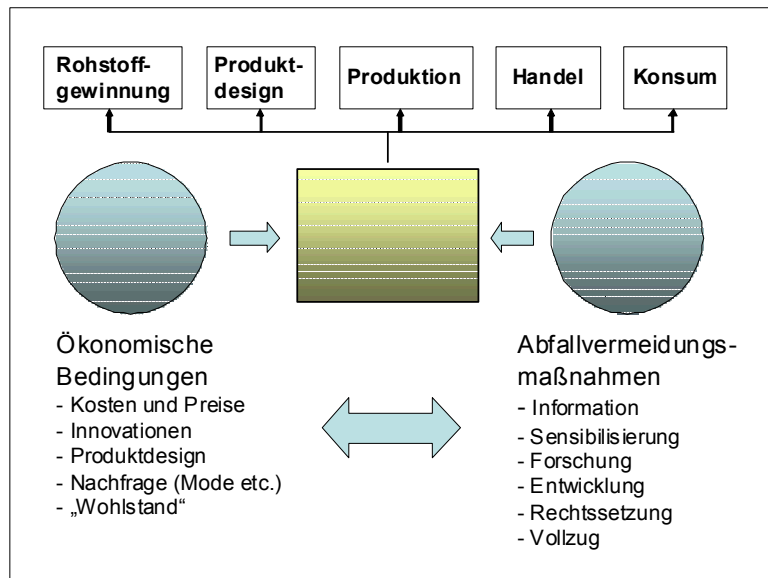 Rohstoff-
gewinnung
Produkt-
design
Produktion
Handel
Konsum
Ökonomische
Bedingungen
- Kosten und Preise
- Innovationen
- Produktdesign
- Nachfrage (Mode etc.)
- „Wohlstand“
Abfallvermeidungs-
maßnahmen
- Information
- Sensibilisierung
- Forschung
- Entwicklung
- Rechtssetzung
- Vollzug